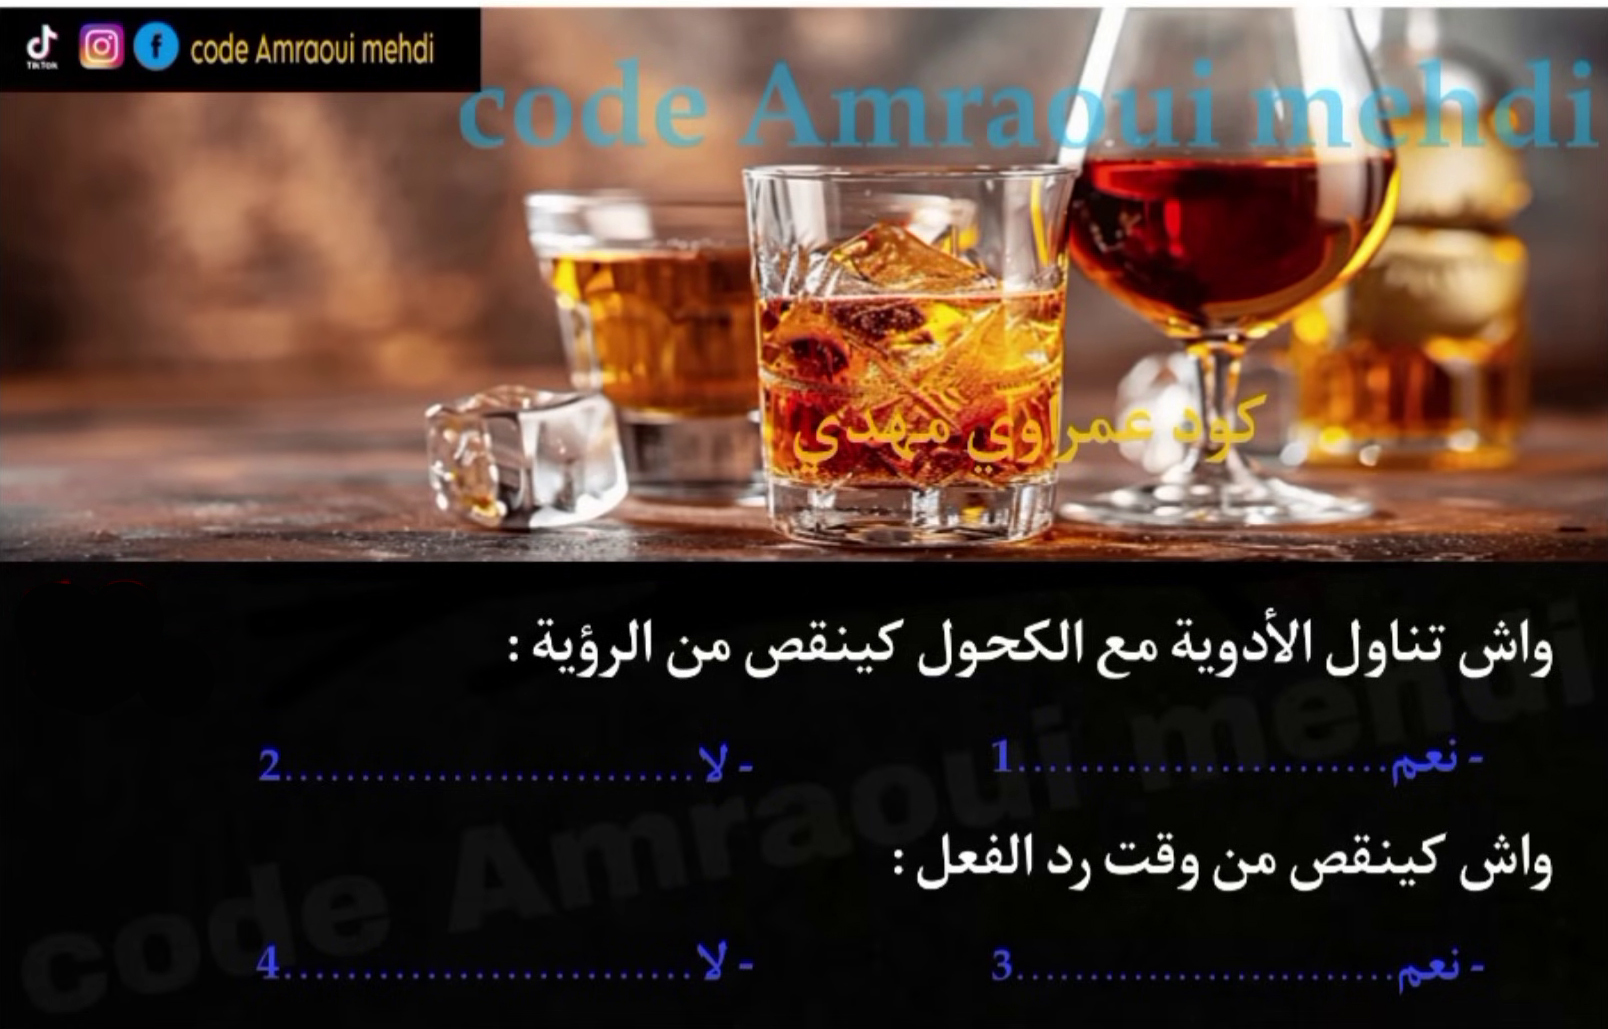 TikTok
code Amraoui mehdi
code Amraoui mehdi
كود عمراوي مهدي
واش تناول الأدوية مع الكحول كينقص من الرؤية :
- نعم.........................1
- لا...........................2
واش كينقص من وقت رد الفعل :
- نعم.........................3
- لا...........................4
code Amraoui mehdi